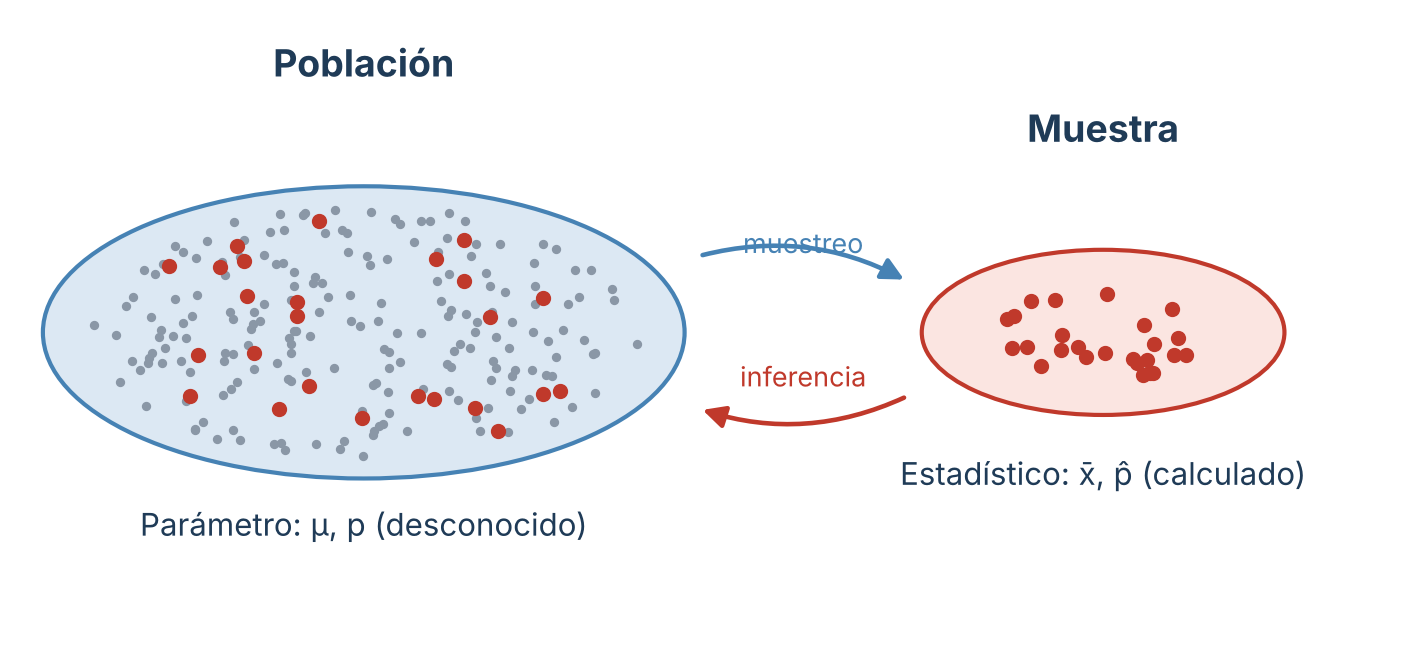 Población
Muestra
muestreo
inferencia
Estadístico: x̄, p̂ (calculado)
Parámetro: μ, p (desconocido)